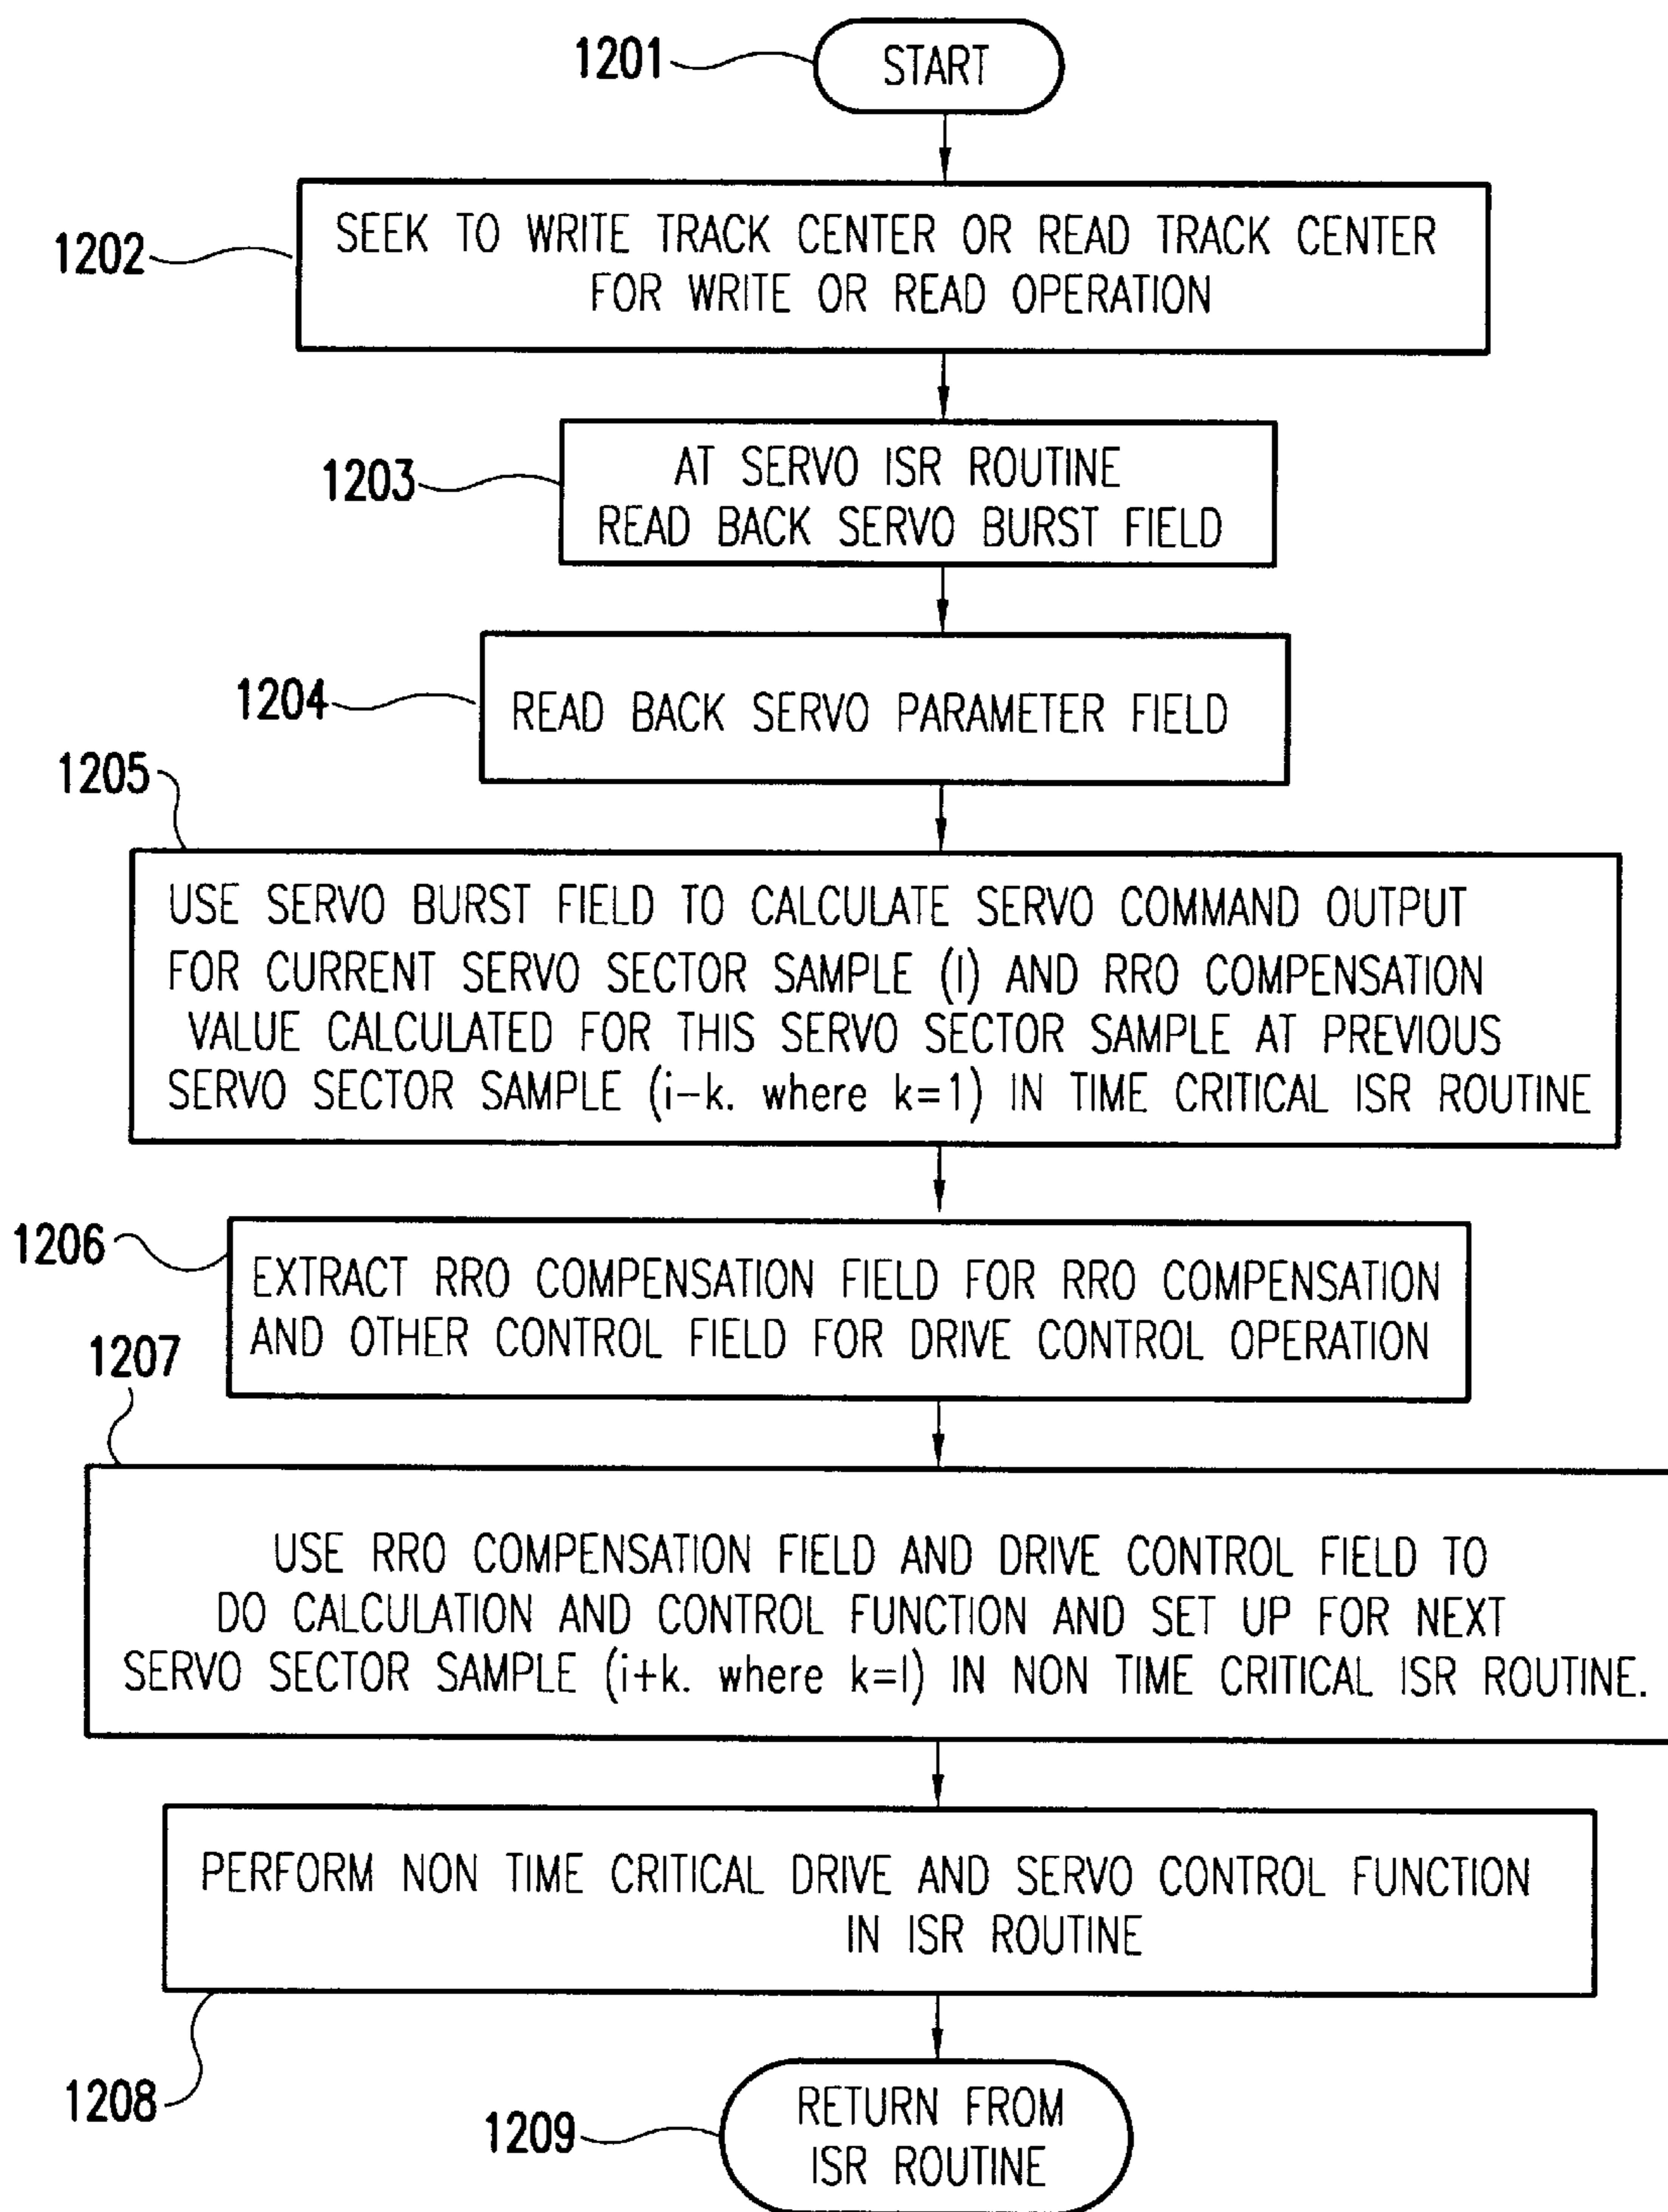 1201
START
1202
SEEK TO WRITE TRACK CENTER OR READ TRACK CENTER
FOR WRITE OR READ OPERATION
1203
AT SERVO ISR ROUTINE
READ BACK SERVO BURST FIELD
1204
READ BACK SERVO PARAMETER FIELD
1205
USE SERVO BURST FIELD TO CALCULATE SERVO COMMAND OUTPUT
FOR CURRENT SERVO SECTOR SAMPLE (I) AND RRO COMPENSATION
VALUE CALCULATED FOR THIS SERVO SECTOR SAMPLE AT PREVIOUS
SERVO SECTOR SAMPLE (i-k. where k=1) IN TIME CRITICAL ISR ROUTINE
1206
EXTRACT RRO COMPENSATION FIELD FOR RRO COMPENSATION
AND OTHER CONTROL FIELD FOR DRIVE CONTROL OPERATION
1207
USE RRO COMPENSATION FIELD AND DRIVE CONTROL FIELD TO
DO CALCULATION AND CONTROL FUNCTION AND SET UP FOR NEXT
SERVO SECTOR SAMPLE (i+k. where k=l) IN NON TIME CRITICAL ISR ROUTINE.
PERFORM NON TIME CRITICAL DRIVE AND SERVO CONTROL FUNCTION
IN ISR ROUTINE
1208
1209
RETURN FROM
ISR ROUTINE